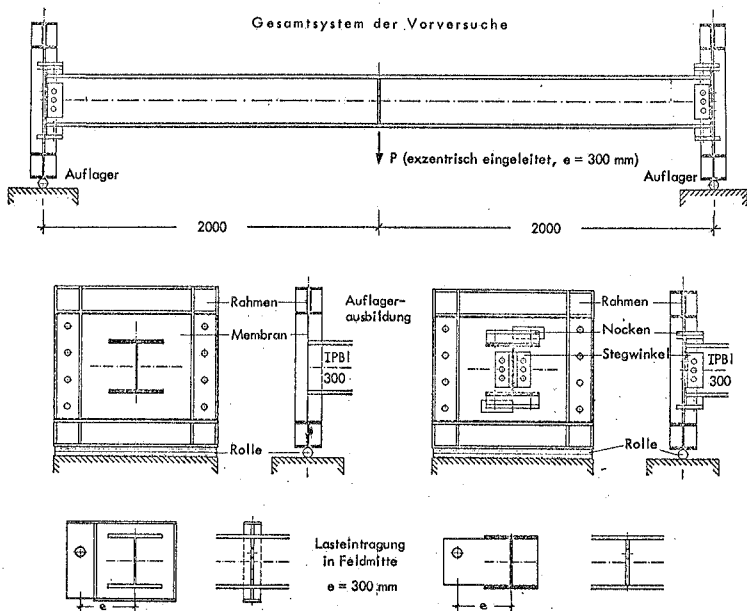 Gesamtsystem der Vorversuche
P (exzentrisch eingeleitet, e = 300 mm)
Auflager
Auflager
2000
2000
Rahmen
Membran
IPBl
300
Rolle
Auflager-
ausbildung
Rahmen
Nocken
Stegwinkel
IPBl
300
Rolle
Lasteintragung
in Feldmitte
e = 300 mm
e
e